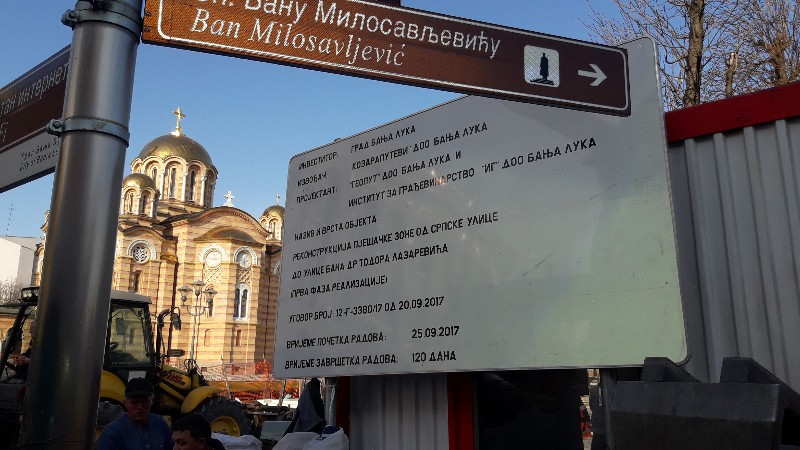 Бану Милосављевићу
Ban Milosavljević
ИНВЕСТИТОР: ГРАД БАЊА ЛУКА
ИЗВОЂАЧ: КОЗАРАПУТЕВИ" ДОО БАЊА ЛУКА
ПРОЈЕКТАНТ: "ГЕОПУТ" ДОО БАЊА ЛУКА И
ИНСТИТУТ ЗА ГРАЂЕВИНАРСТВО "ИГ" ДОО БАЊА ЛУКА
НАЗИВ И ВРСТА ОБЈЕКТА
РЕКОНСТРУКЦИЈА ПЈЕШАЧКЕ ЗОНЕ ОД СРПСКЕ УЛИЦЕ
ДО УЛИЦЕ БАНА ДР ТОДОРА ЛАЗАРЕВИЋА
(ПРВА ФАЗА РЕАЛИЗАЦИЈЕ)
УГОВОР БРОЈ: 12-Г-3380/17 ОД 20.09.2017
ВРИЈЕМЕ ПОЧЕТКА РАДОВА: 25.09.2017
ВРИЈЕМЕ ЗАВРШЕТКА РАДОВА: 120 ДАНА